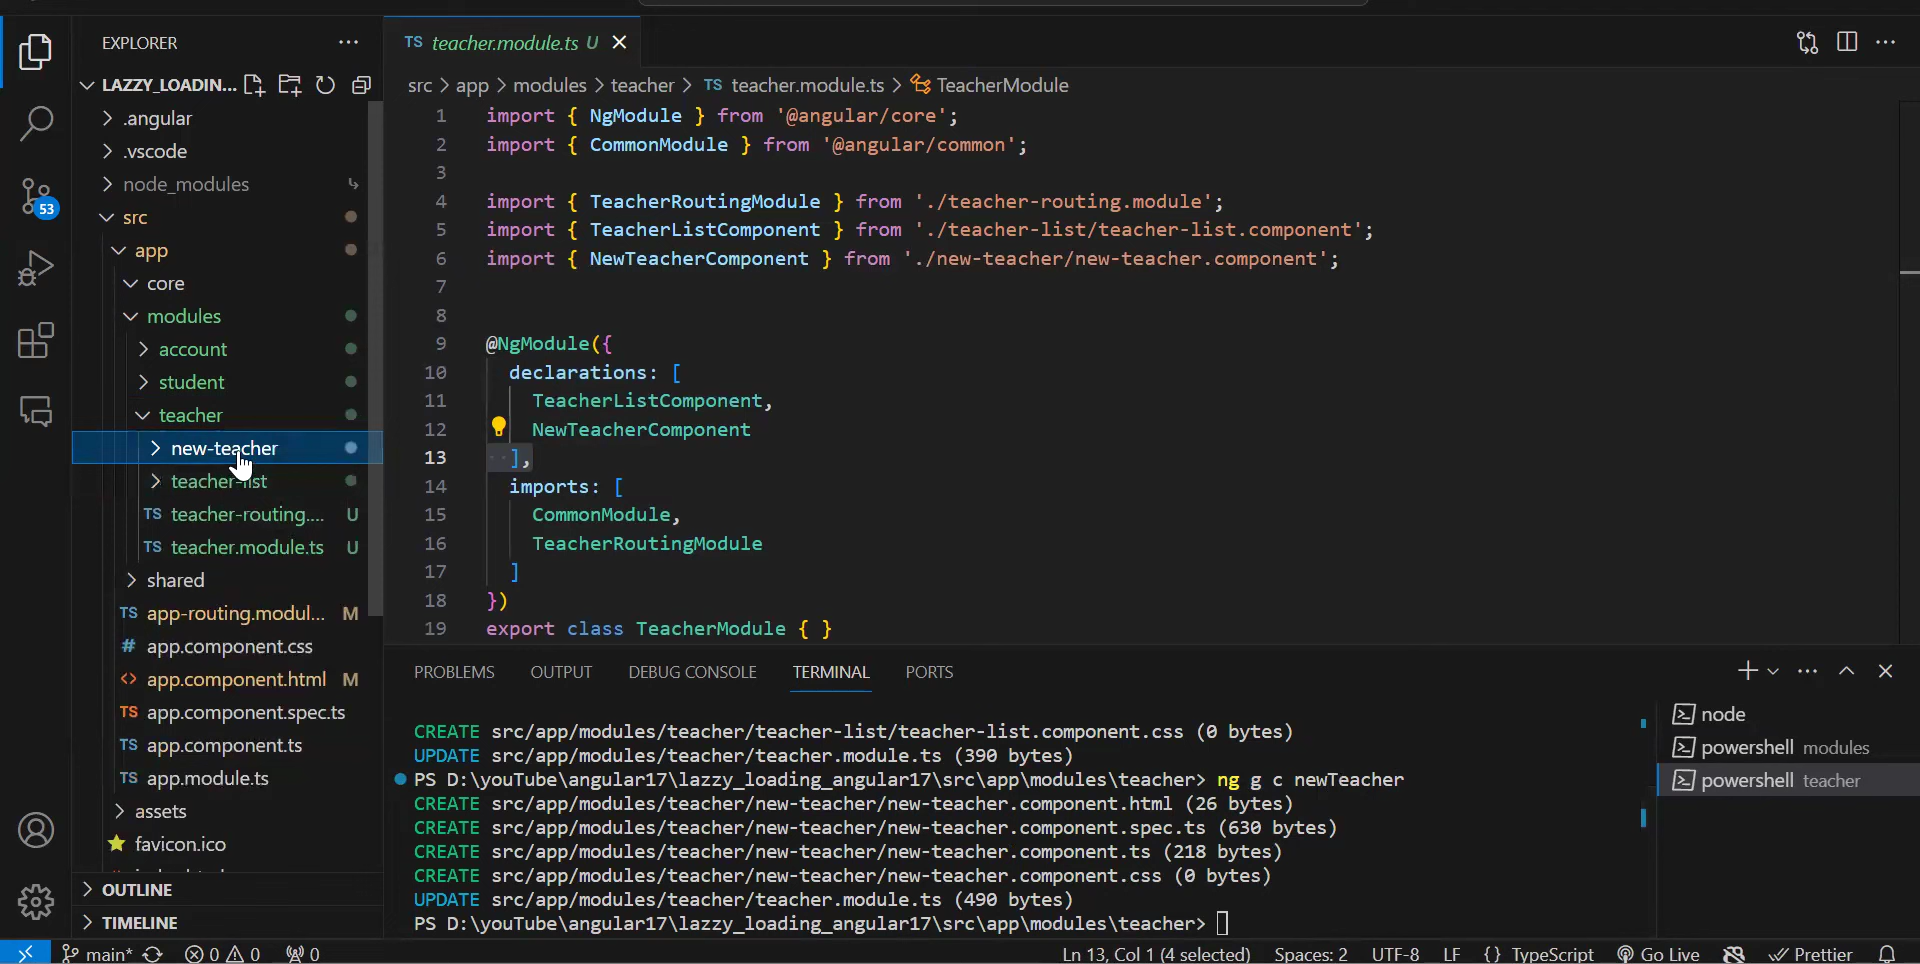 EXPLORER
LAZZY_LOADIN...
.angular
.vscode
node_modules
src
app
core
modules
account
student
teacher
new-teacher
teacher-list
TS teacher-routing.... U
TS teacher.module.ts U
shared
TS app-routing.modul... M
# app.component.css
<> app.component.html M
TS app.component.spec.ts
TS app.component.ts
TS app.module.ts
assets
favicon.ico
OUTLINE
TIMELINE
53
TS teacher.module.ts U
src > app > modules > teacher > TS teacher.module.ts > TeacherModule
1 import { NgModule } from '@angular/core';
2 import { CommonModule } from '@angular/common';
3
4 import { TeacherRoutingModule } from './teacher-routing.module';
5 import { TeacherListComponent } from './teacher-list/teacher-list.component';
6 import { NewTeacherComponent } from './new-teacher/new-teacher.component';
7
8
9 @NgModule({
10 declarations: [
11 TeacherListComponent,
12 NewTeacherComponent
13 ],
14 imports: [
15 CommonModule,
16 TeacherRoutingModule
17 ]
18 })
19 export class TeacherModule { }
PROBLEMS OUTPUT DEBUG CONSOLE TERMINAL PORTS
CREATE src/app/modules/teacher/teacher-list/teacher-list.component.css (0 bytes)
UPDATE src/app/modules/teacher/teacher.module.ts (390 bytes)
PS D:\youTube\angular17\lazzy_loading_angular17\src\app\modules\teacher> ng g c newTeacher
CREATE src/app/modules/teacher/new-teacher/new-teacher.component.html (26 bytes)
CREATE src/app/modules/teacher/new-teacher/new-teacher.component.spec.ts (630 bytes)
CREATE src/app/modules/teacher/new-teacher/new-teacher.component.ts (218 bytes)
CREATE src/app/modules/teacher/new-teacher/new-teacher.component.css (0 bytes)
UPDATE src/app/modules/teacher/teacher.module.ts (490 bytes)
PS D:\youTube\angular17\lazzy_loading_angular17\src\app\modules\teacher>
node
powershell modules
powershell teacher
main* 0 0 0 Ln 13, Col 1 (4 selected) Spaces: 2 UTF-8 LF {} TypeScript Go Live Prettier